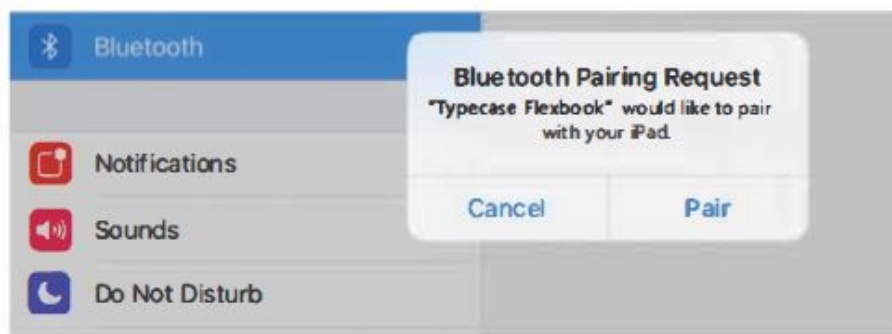 Bluetooth
Bluetooth Pairing Request
"Typecase Flexbook" would like to pair
with your iPad.
Cancel
Pair
Notifications
Sounds
Do Not Disturb